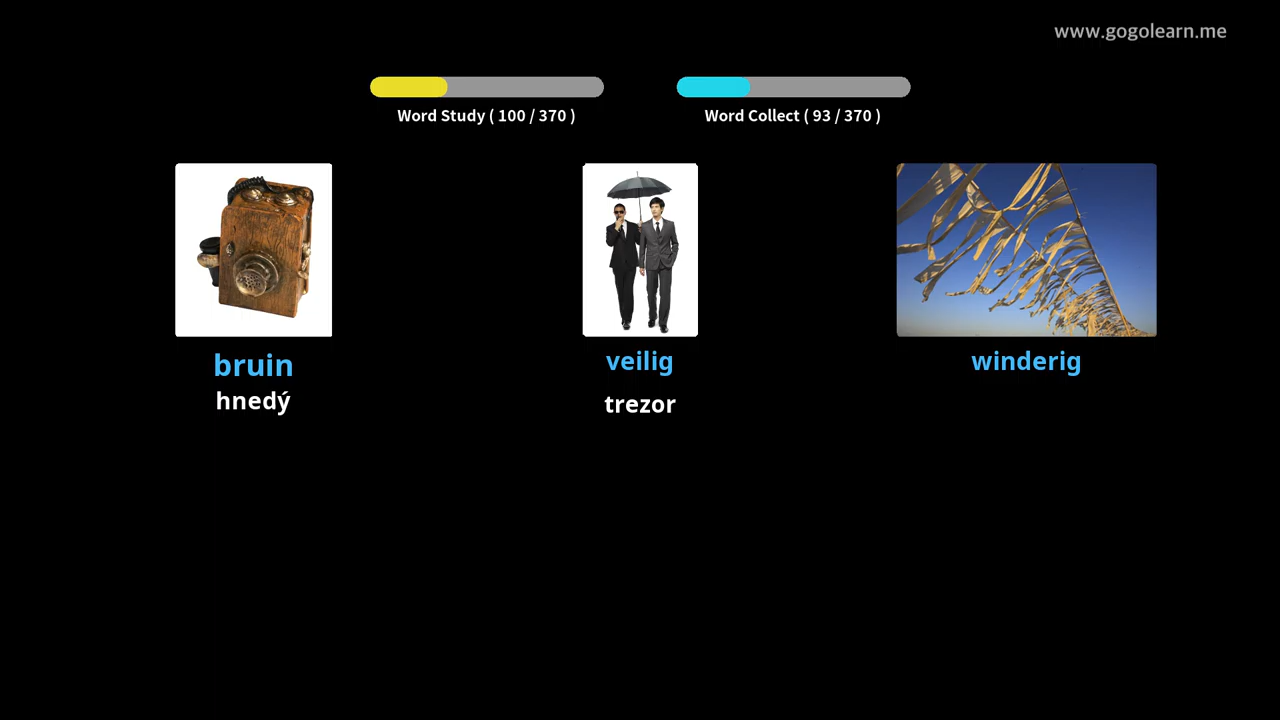 www.gogolearn.me
Word Study ( 100 / 370 )
Word Collect ( 93 / 370 )
bruin
hnedý
veilig
trezor
winderig